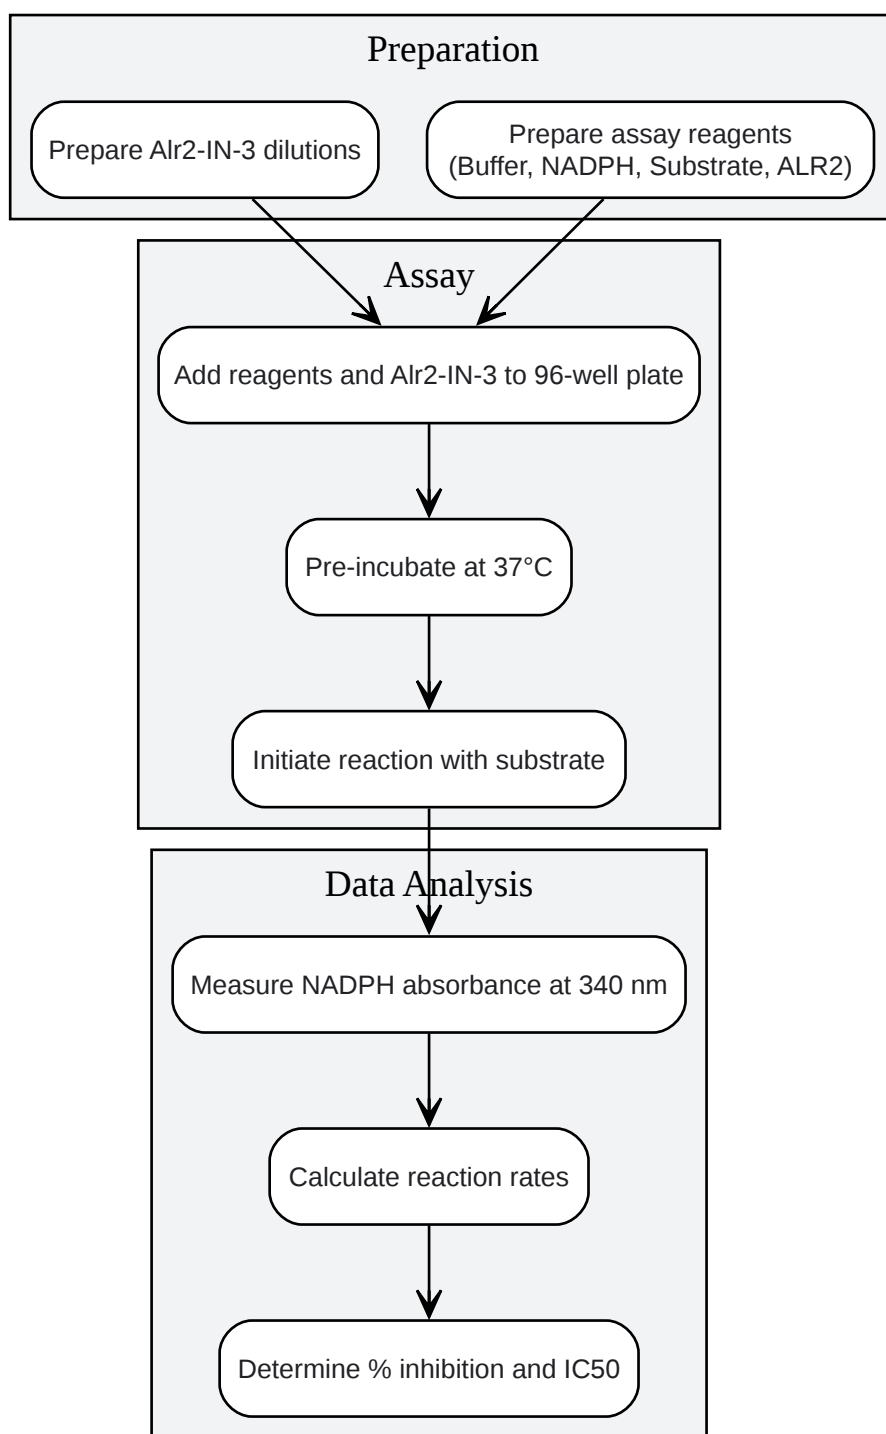 Preparation
Prepare Alr2-IN-3 dilutions
Prepare assay reagents
(Buffer, NADPH, Substrate, ALR2)
Assay
Add reagents and Alr2-IN-3 to 96-well plate
Pre-incubate at 37°C
Initiate reaction with substrate
Data Analysis
Measure NADPH absorbance at 340 nm
Calculate reaction rates
Determine % inhibition and IC50